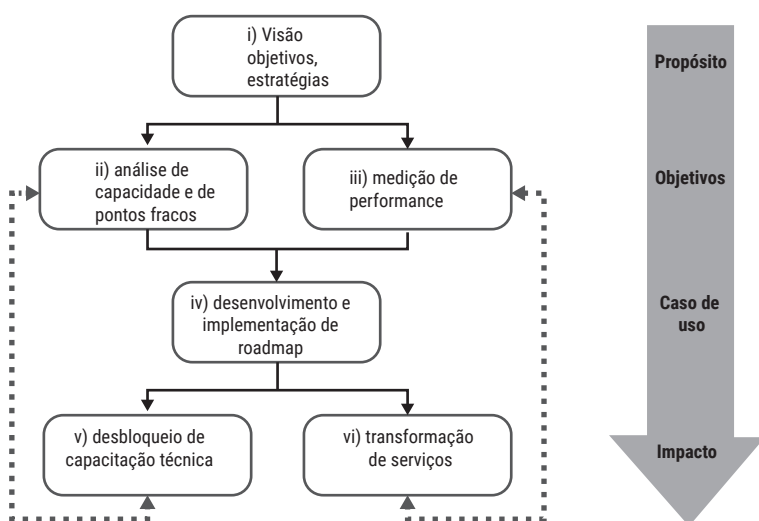 i) Visão
objetivos,
estratégias
Propósito
ii) análise de
capacidade e de
pontos fracos
iii) medição de
performance
Objetivos
iv) desenvolvimento e
implementação de
roadmap
Caso de
uso
v) desbloqueio de
capacitação técnica
vi) transformação
de serviços
Impacto